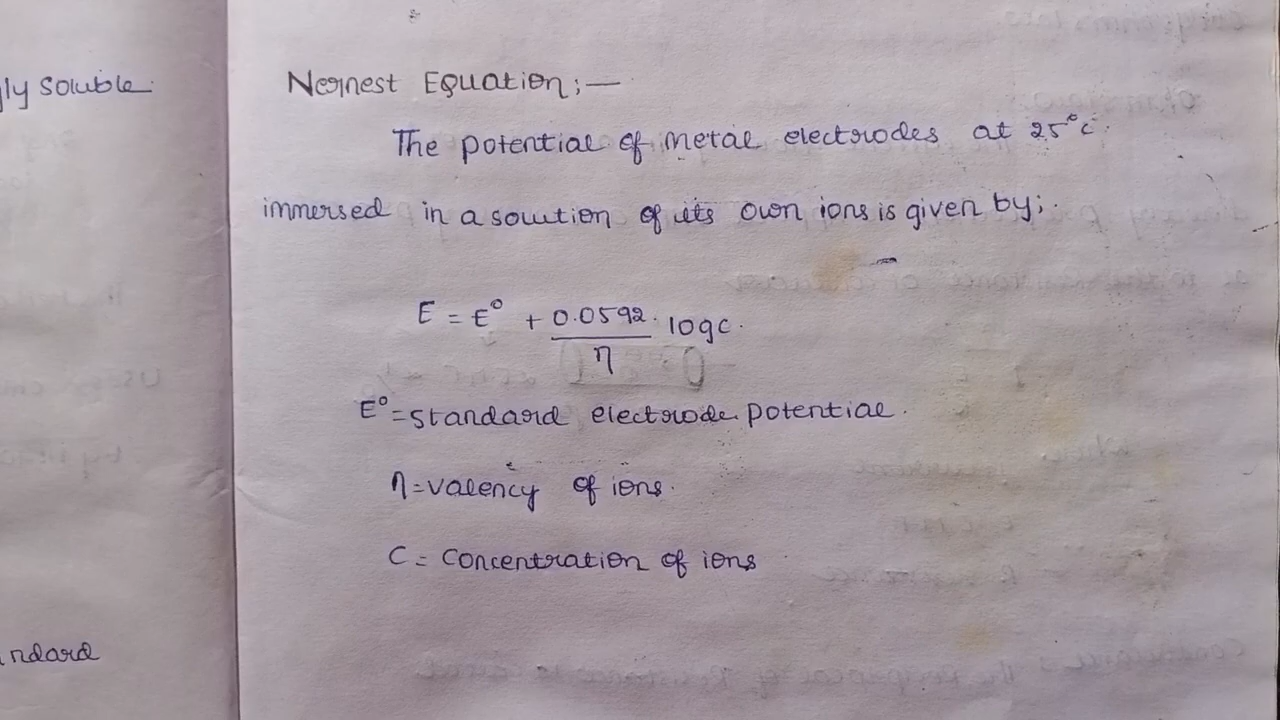 gly soluble.
Nernest Equation;—
The potential of metal electrodes at 25°c.
immersed in a solution of its own ions is given by;.
E = E° + 0.0592 / η log c.
E° = standard electrode potential.
η = valency of ions.
C = Concentration of ions
ndard